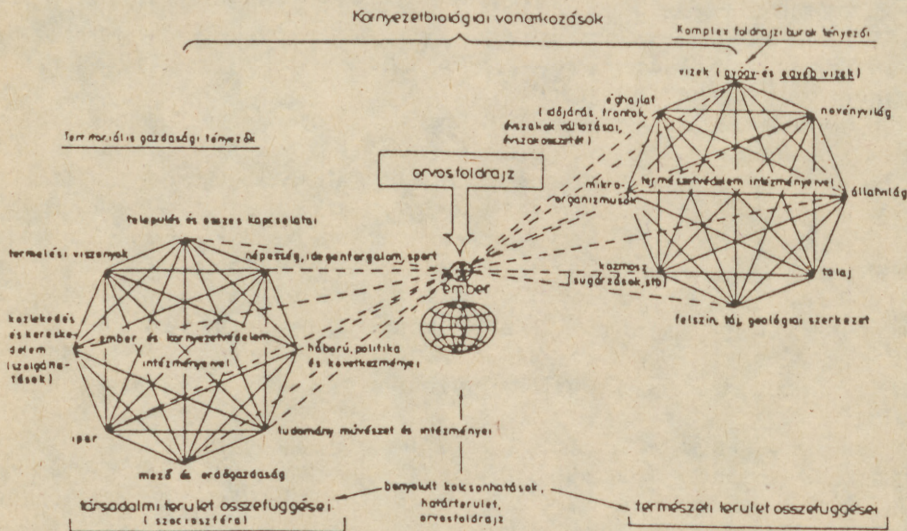 Környezetbiológiai vonatkozások
Komplex földrajzi burok tényezői
vizek (gyógy- és egyéb vizek)
éghajlat
(időjárás, frontok,
évszakok változásai,
évszakösszetét)
növényvilág
Territoriális gazdasági tényezők
orvosföldrajz
mikro-
organizmusok
természetvédelem intézményeivel
állatvilág
település és összes kapcsolatai
termelési viszonyok
népesség, idegenforgalom, sport
ember
kozmosz
(sugárzások, stb)
talaj
felszín, táj, geológiai szerkezet
közlekedés
és kereske-
delem
(szolgálta-
tások)
ember és környezetvédelem
intézményeivel
háború, politika
és következményei
ipar
tudomány művészet és intézményei
mező és erdőgazdaság
bonyolult kölcsönhatások,
határterület,
orvosföldrajz
társadalmi terület összefüggései
(szocioszféra)
természeti terület összefüggései